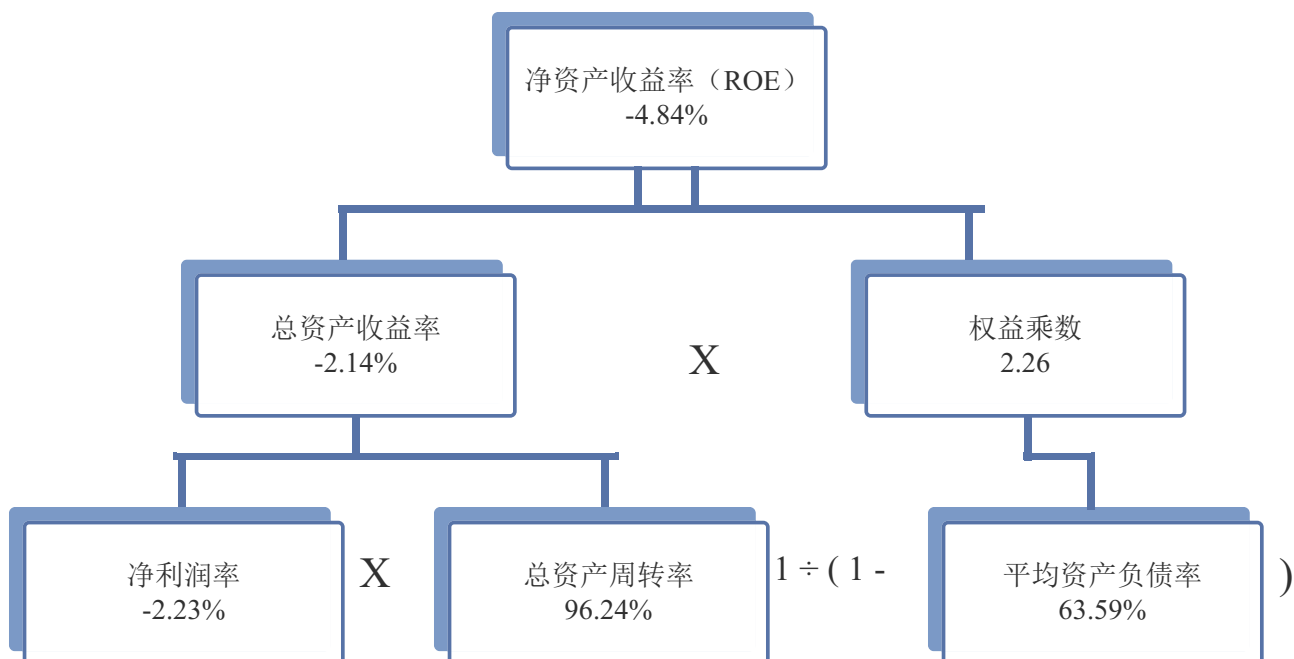 净资产收益率（ROE）
-4.84%
总资产收益率
-2.14%
X
权益乘数
2.26
净利润率
-2.23%
X
总资产周转率
96.24%
1 ÷ ( 1 -
平均资产负债率
63.59%
)